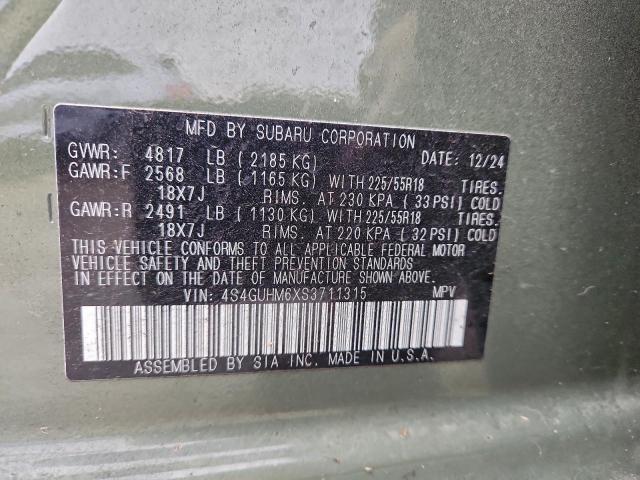 MFD BY SUBARU CORPORATION
GVWR: 4817 LB (2185 KG) DATE: 12/24
GAWR:F 2568 LB (1165 KG) WITH 225/55R18 TIRES.
18X7J RIMS. AT 230 KPA (33 PSI) COLD
GAWR:R 2491 LB (1130 KG) WITH 225/55R18 TIRES.
18X7J RIMS. AT 220 KPA (32 PSI) COLD
THIS VEHICLE CONFORMS TO ALL APPLICABLE FEDERAL MOTOR
VEHICLE SAFETY AND THEFT PREVENTION STANDARDS
IN EFFECT ON THE DATE OF MANUFACTURE SHOWN ABOVE.
VIN: 4S4GUHM6XS3711315 MPV
ASSEMBLED BY SIA INC. MADE IN U.S.A.